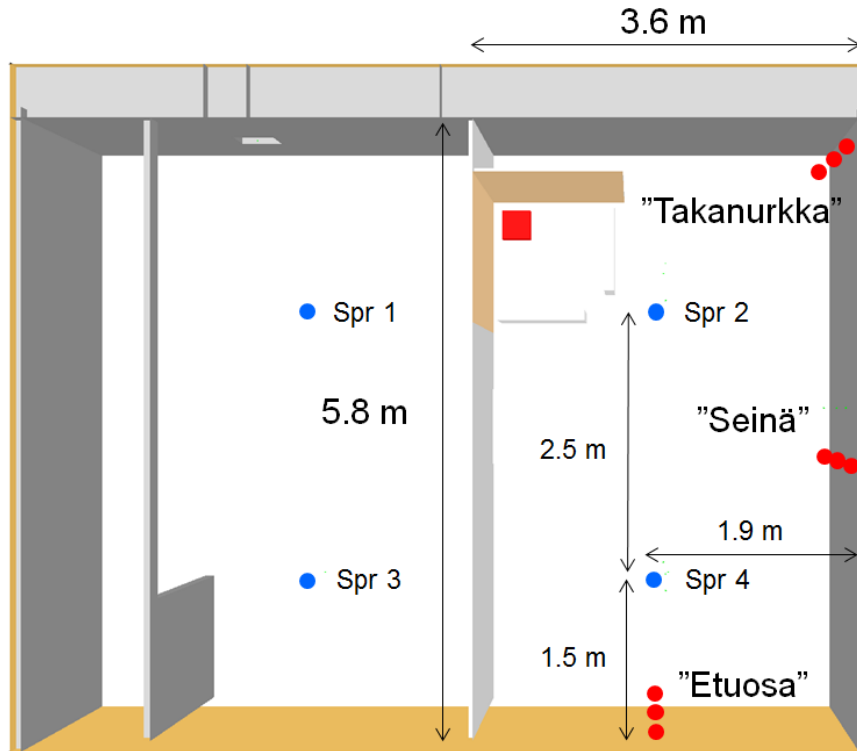 3.6 m
”Takanurkka”
Spr 1
Spr 2
5.8 m
”Seinä”
2.5 m
1.9 m
Spr 3
Spr 4
1.5 m
”Etuosa”